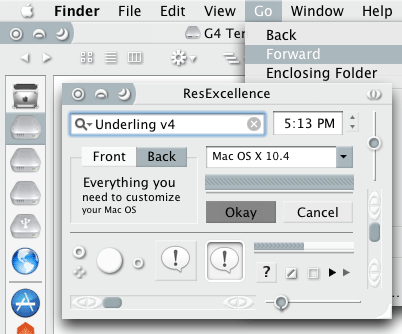 Finder File Edit View Go Window Help
G4 Ter
Back
Forward
Enclosing Folder
ResExcellence
Underling v4
5:13 PM
Front Back
Mac OS X 10.4
Everything you
need to customize
your Mac OS
Okay Cancel
?